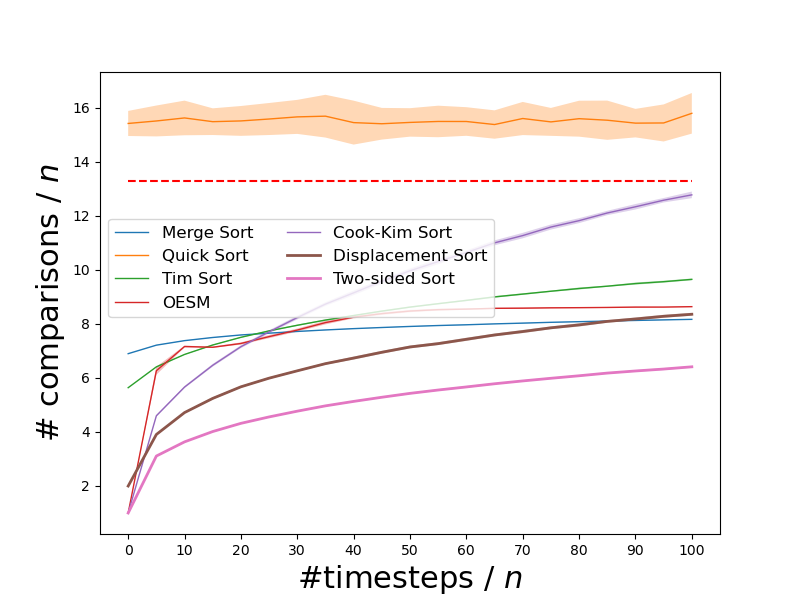 # comparisons / n
16
14
12
10
8
6
4
2
Merge Sort
Quick Sort
Tim Sort
OESM
Cook-Kim Sort
Displacement Sort
Two-sided Sort
0 10 20 30 40 50 60 70 80 90 100
#timesteps / n